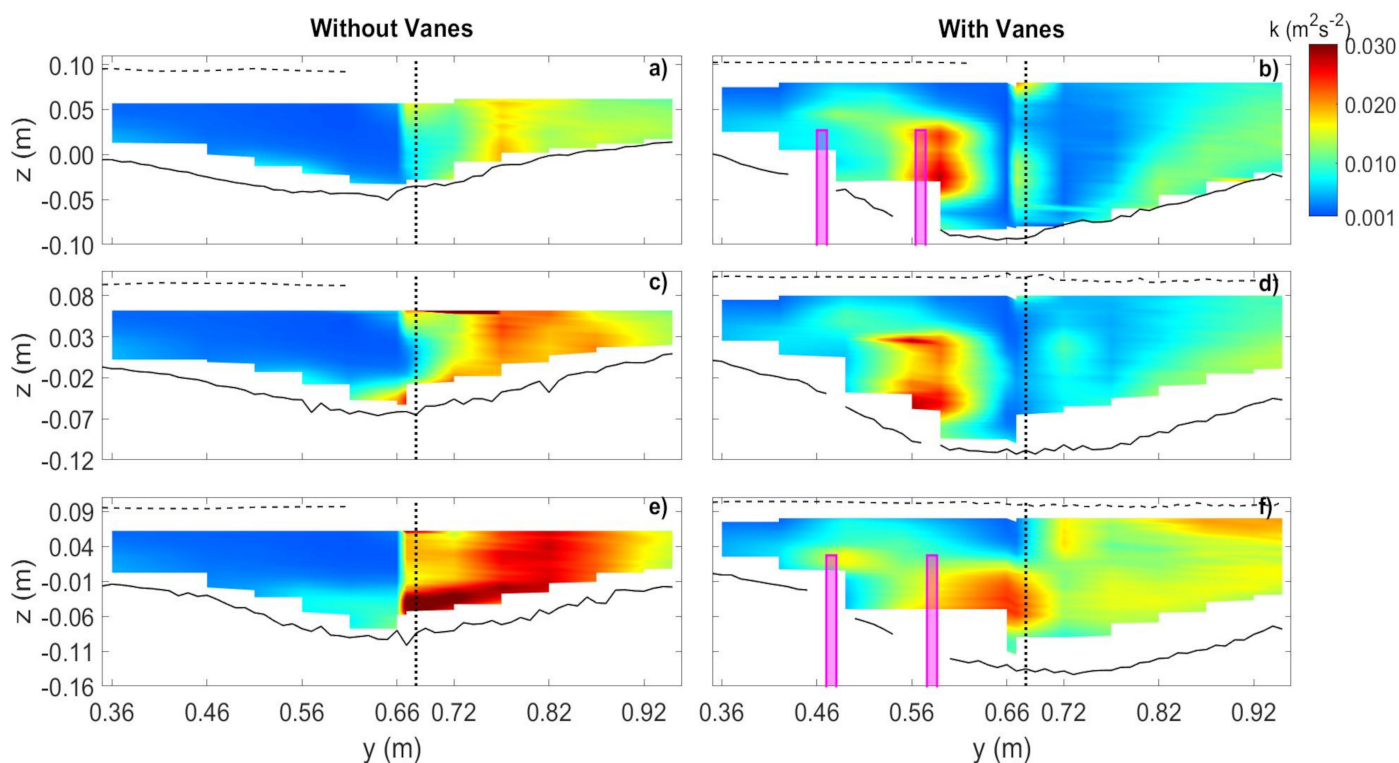 Without Vanes With Vanes k (m²s⁻²)
0.030
0.020
0.010
0.001
a) b)
z (m)
0.10
0.05
0.00
-0.05
-0.10
c) d)
z (m)
0.08
0.03
-0.02
-0.07
-0.12
e) f)
z (m)
0.09
0.04
-0.01
-0.06
-0.11
-0.16
0.36 0.46 0.56 0.66 0.72 0.82 0.92 0.36 0.46 0.56 0.66 0.72 0.82 0.92
y (m) y (m)